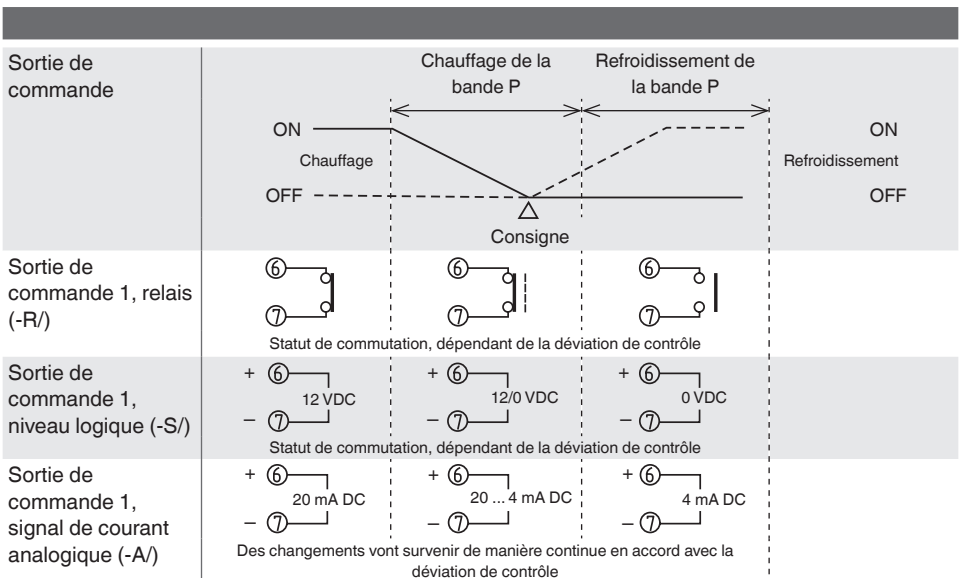 Sortie de
commande
Chauffage de la
bande P
Refroidissement de
la bande P
ON
ON
Chauffage
Refroidissement
OFF
OFF
Consigne
Sortie de
commande 1, relais
(-R/)
6 6 6
7 7 7
Statut de commutation, dépendant de la déviation de contrôle
Sortie de
commande 1,
niveau logique (-S/)
+ 6 + 6 + 6
12 VDC 12/0 VDC 0 VDC
– 7 – 7 – 7
Statut de commutation, dépendant de la déviation de contrôle
Sortie de
commande 1,
signal de courant
analogique (-A/)
+ 6 + 6 + 6
20 mA DC 20 ... 4 mA DC 4 mA DC
– 7 – 7 – 7
Des changements vont survenir de manière continue en accord avec la
déviation de contrôle